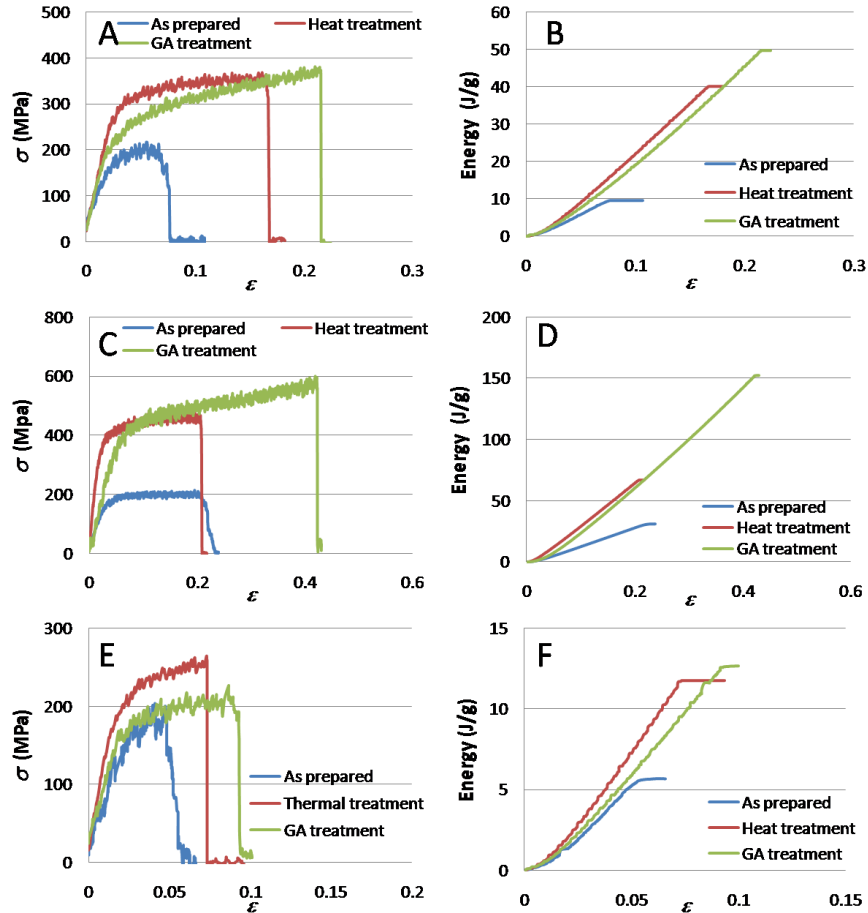 A
As prepared
Heat treatment
GA treatment
σ (MPa)
500
400
300
200
100
0
0
0.1
0.2
0.3
ε
B
Energy (J/g)
60
50
40
30
20
10
0
As prepared
Heat treatment
GA treatment
0
0.1
0.2
0.3
ε
C
As prepared
Heat treatment
GA treatment
σ (Mpa)
800
600
400
200
0
0
0.2
0.4
0.6
ε
D
Energy (J/g)
200
150
100
50
0
As prepared
Heat treatment
GA treatment
0
0.2
0.4
0.6
ε
E
σ (MPa)
300
200
100
0
As prepared
Thermal treatment
GA treatment
0
0.05
0.1
0.15
0.2
ε
F
Energy (J/g)
15
10
5
0
As prepared
Heat treatment
GA treatment
0
0.05
0.1
0.15
ε